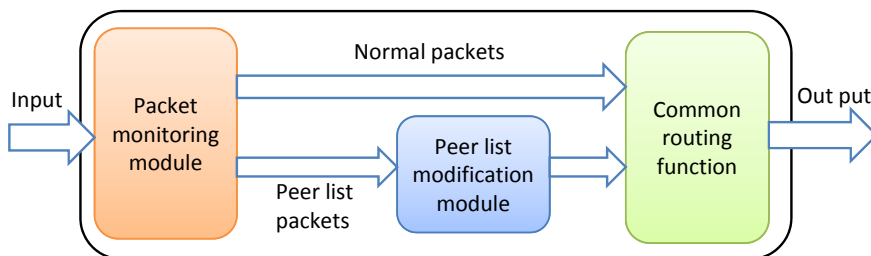 Input
Packet
monitoring
module
Normal packets
Peer list
packets
Peer list
modification
module
Common
routing
function
Out put